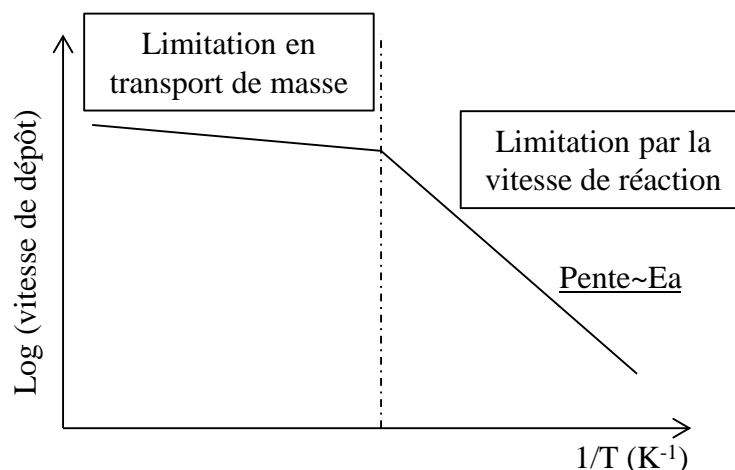 Limitation en
transport de masse
Limitation par la
vitesse de réaction
Pente~Ea
Log (vitesse de dépôt)
1/T (K⁻¹)